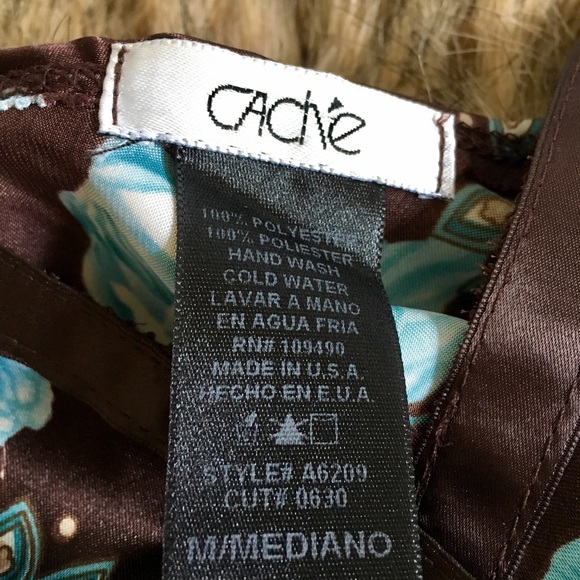 CAché
100% POLYESTER
100% POLIESTER
HAND WASH
COLD WATER
LAVAR A MANO
EN AGUA FRIA
RN# 109490
MADE IN U.S.A.
HECHO EN E.U.A.
STYLE# A6209
CUT# 0630
M/MEDIANO